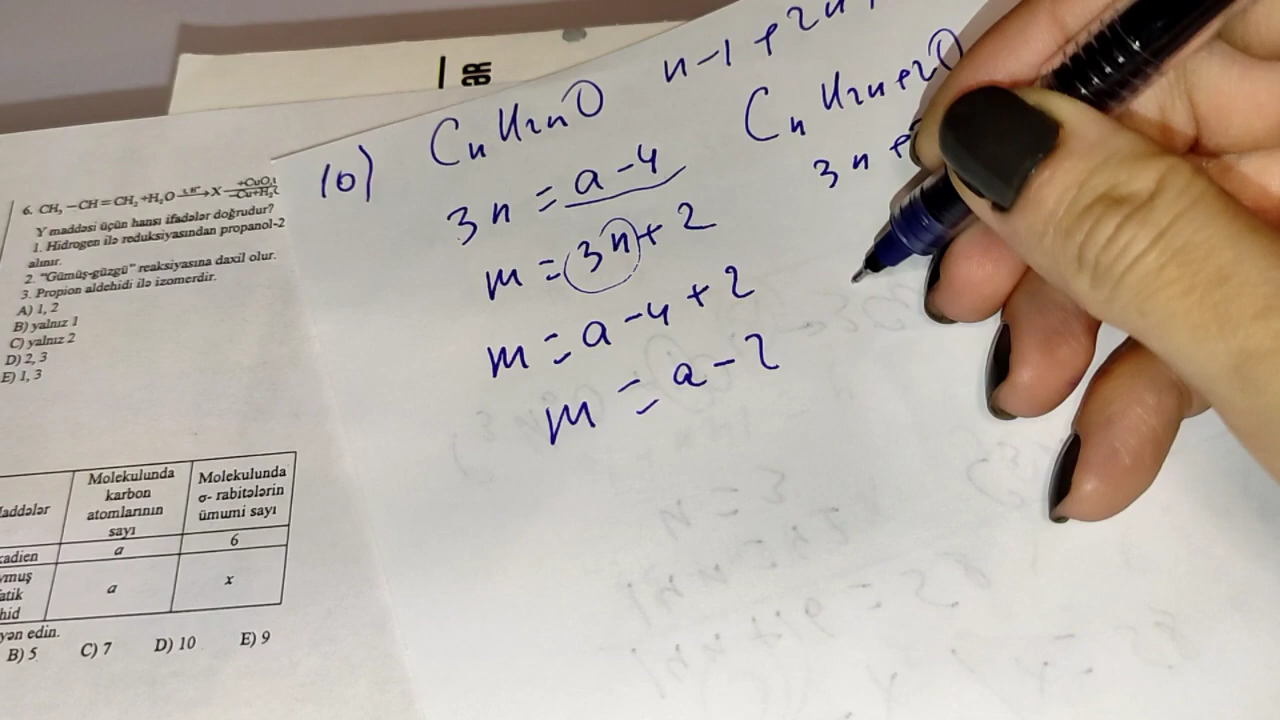 ƏR
6. CH₃ – CH = CH₂ + H₂O → X
Y maddəsi üçün hansı ifadələr doğrudur?
1. Hidrogen ilə reduksiyasından propanol-2
alınır.
2. "Gümüş-güzgü" reaksiyasına daxil olur.
3. Propion aldehidi ilə izomerdir.
A) 1, 2
B) yalnız 1
C) yalnız 2
D) 2, 3
E) 1, 3
Molekulunda karbon atomlarının sayı
Molekulunda σ- rabitələrin ümumi sayı
a
6
a
x
B) 5 C) 7 D) 10 E) 9
10) CnH2nO
3n = a-4
m = 3n + 2
m = a - 4 + 2
m = a - 2
n-1 + 2n
CnH2n+2O
3n +